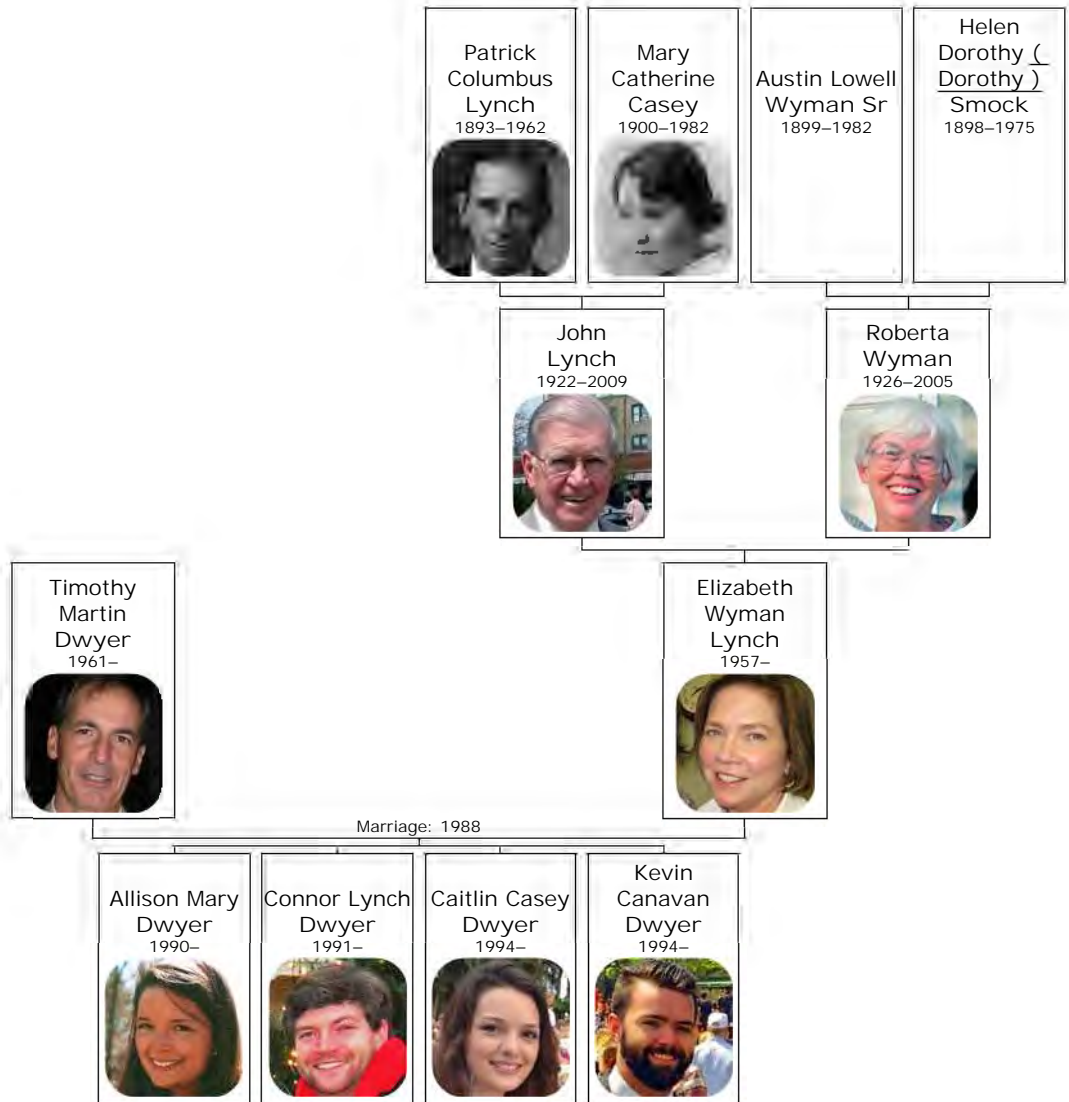 Patrick
Columbus
Lynch
1893–1962
Mary
Catherine
Casey
1900–1982
Austin Lowell
Wyman Sr
1899–1982
Helen
Dorothy (
Dorothy )
Smock
1898–1975
John
Lynch
1922–2009
Roberta
Wyman
1926–2005
Timothy
Martin
Dwyer
1961–
Elizabeth
Wyman
Lynch
1957–
Marriage: 1988
Allison Mary
Dwyer
1990–
Connor Lynch
Dwyer
1991–
Caitlin Casey
Dwyer
1994–
Kevin
Canavan
Dwyer
1994–